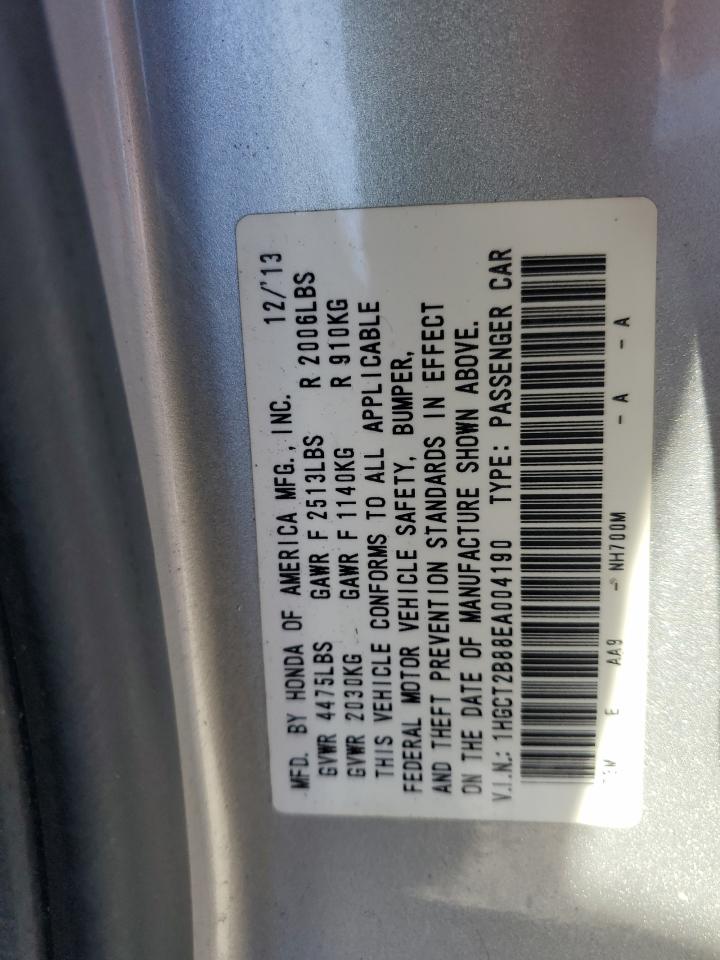 MFD. BY HONDA OF AMERICA MFG., INC. 12/'13
GVWR 4475LBS GAWR F 2513LBS R 2006LBS
GVWR 2030KG GAWR F 1140KG R 910KG
THIS VEHICLE CONFORMS TO ALL APPLICABLE
FEDERAL MOTOR VEHICLE SAFETY, BUMPER,
AND THEFT PREVENTION STANDARDS IN EFFECT
ON THE DATE OF MANUFACTURE SHOWN ABOVE.
V.I.N.: 1HGCT2B88EA004190 TYPE: PASSENGER CAR
E AA9 - NH700M - A - A